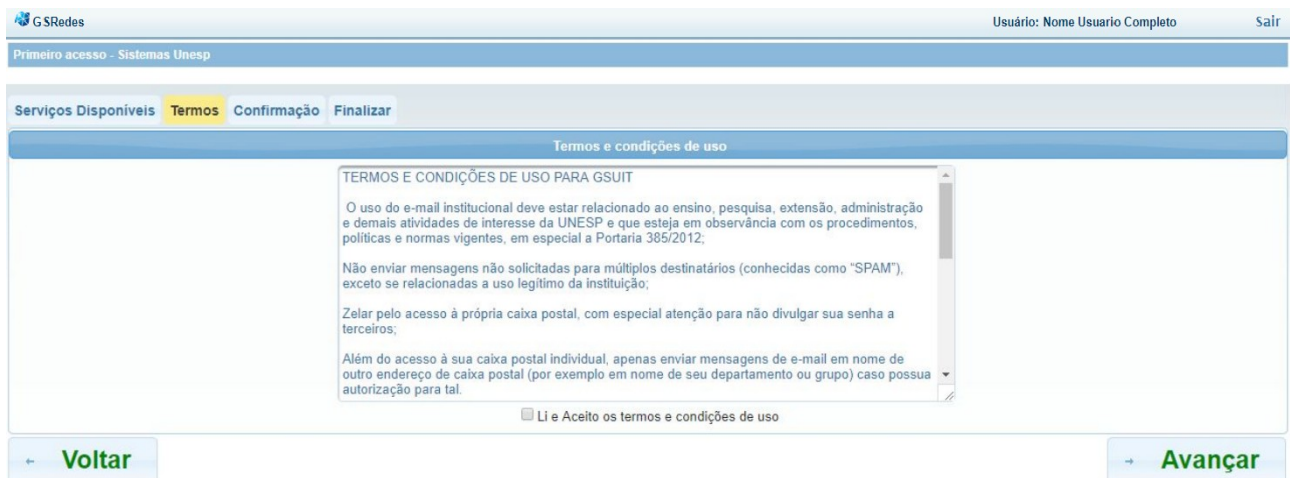 GSRedes Usuário: Nome Usuario Completo Sair
Primeiro acesso - Sistemas Unesp
Serviços Disponíveis Termos Confirmação Finalizar
Termos e condições de uso
TERMOS E CONDIÇÕES DE USO PARA GSUIT
O uso do e-mail institucional deve estar relacionado ao ensino, pesquisa, extensão, administração
e demais atividades de interesse da UNESP e que esteja em observância com os procedimentos,
políticas e normas vigentes, em especial a Portaria 385/2012;
Não enviar mensagens não solicitadas para múltiplos destinatários (conhecidas como “SPAM”),
exceto se relacionadas a uso legítimo da instituição;
Zelar pelo acesso à própria caixa postal, com especial atenção para não divulgar sua senha a
terceiros;
Além do acesso à sua caixa postal individual, apenas enviar mensagens de e-mail em nome de
outro endereço de caixa postal (por exemplo em nome de seu departamento ou grupo) caso possua
autorização para tal.
Li e Aceito os termos e condições de uso
← Voltar → Avançar